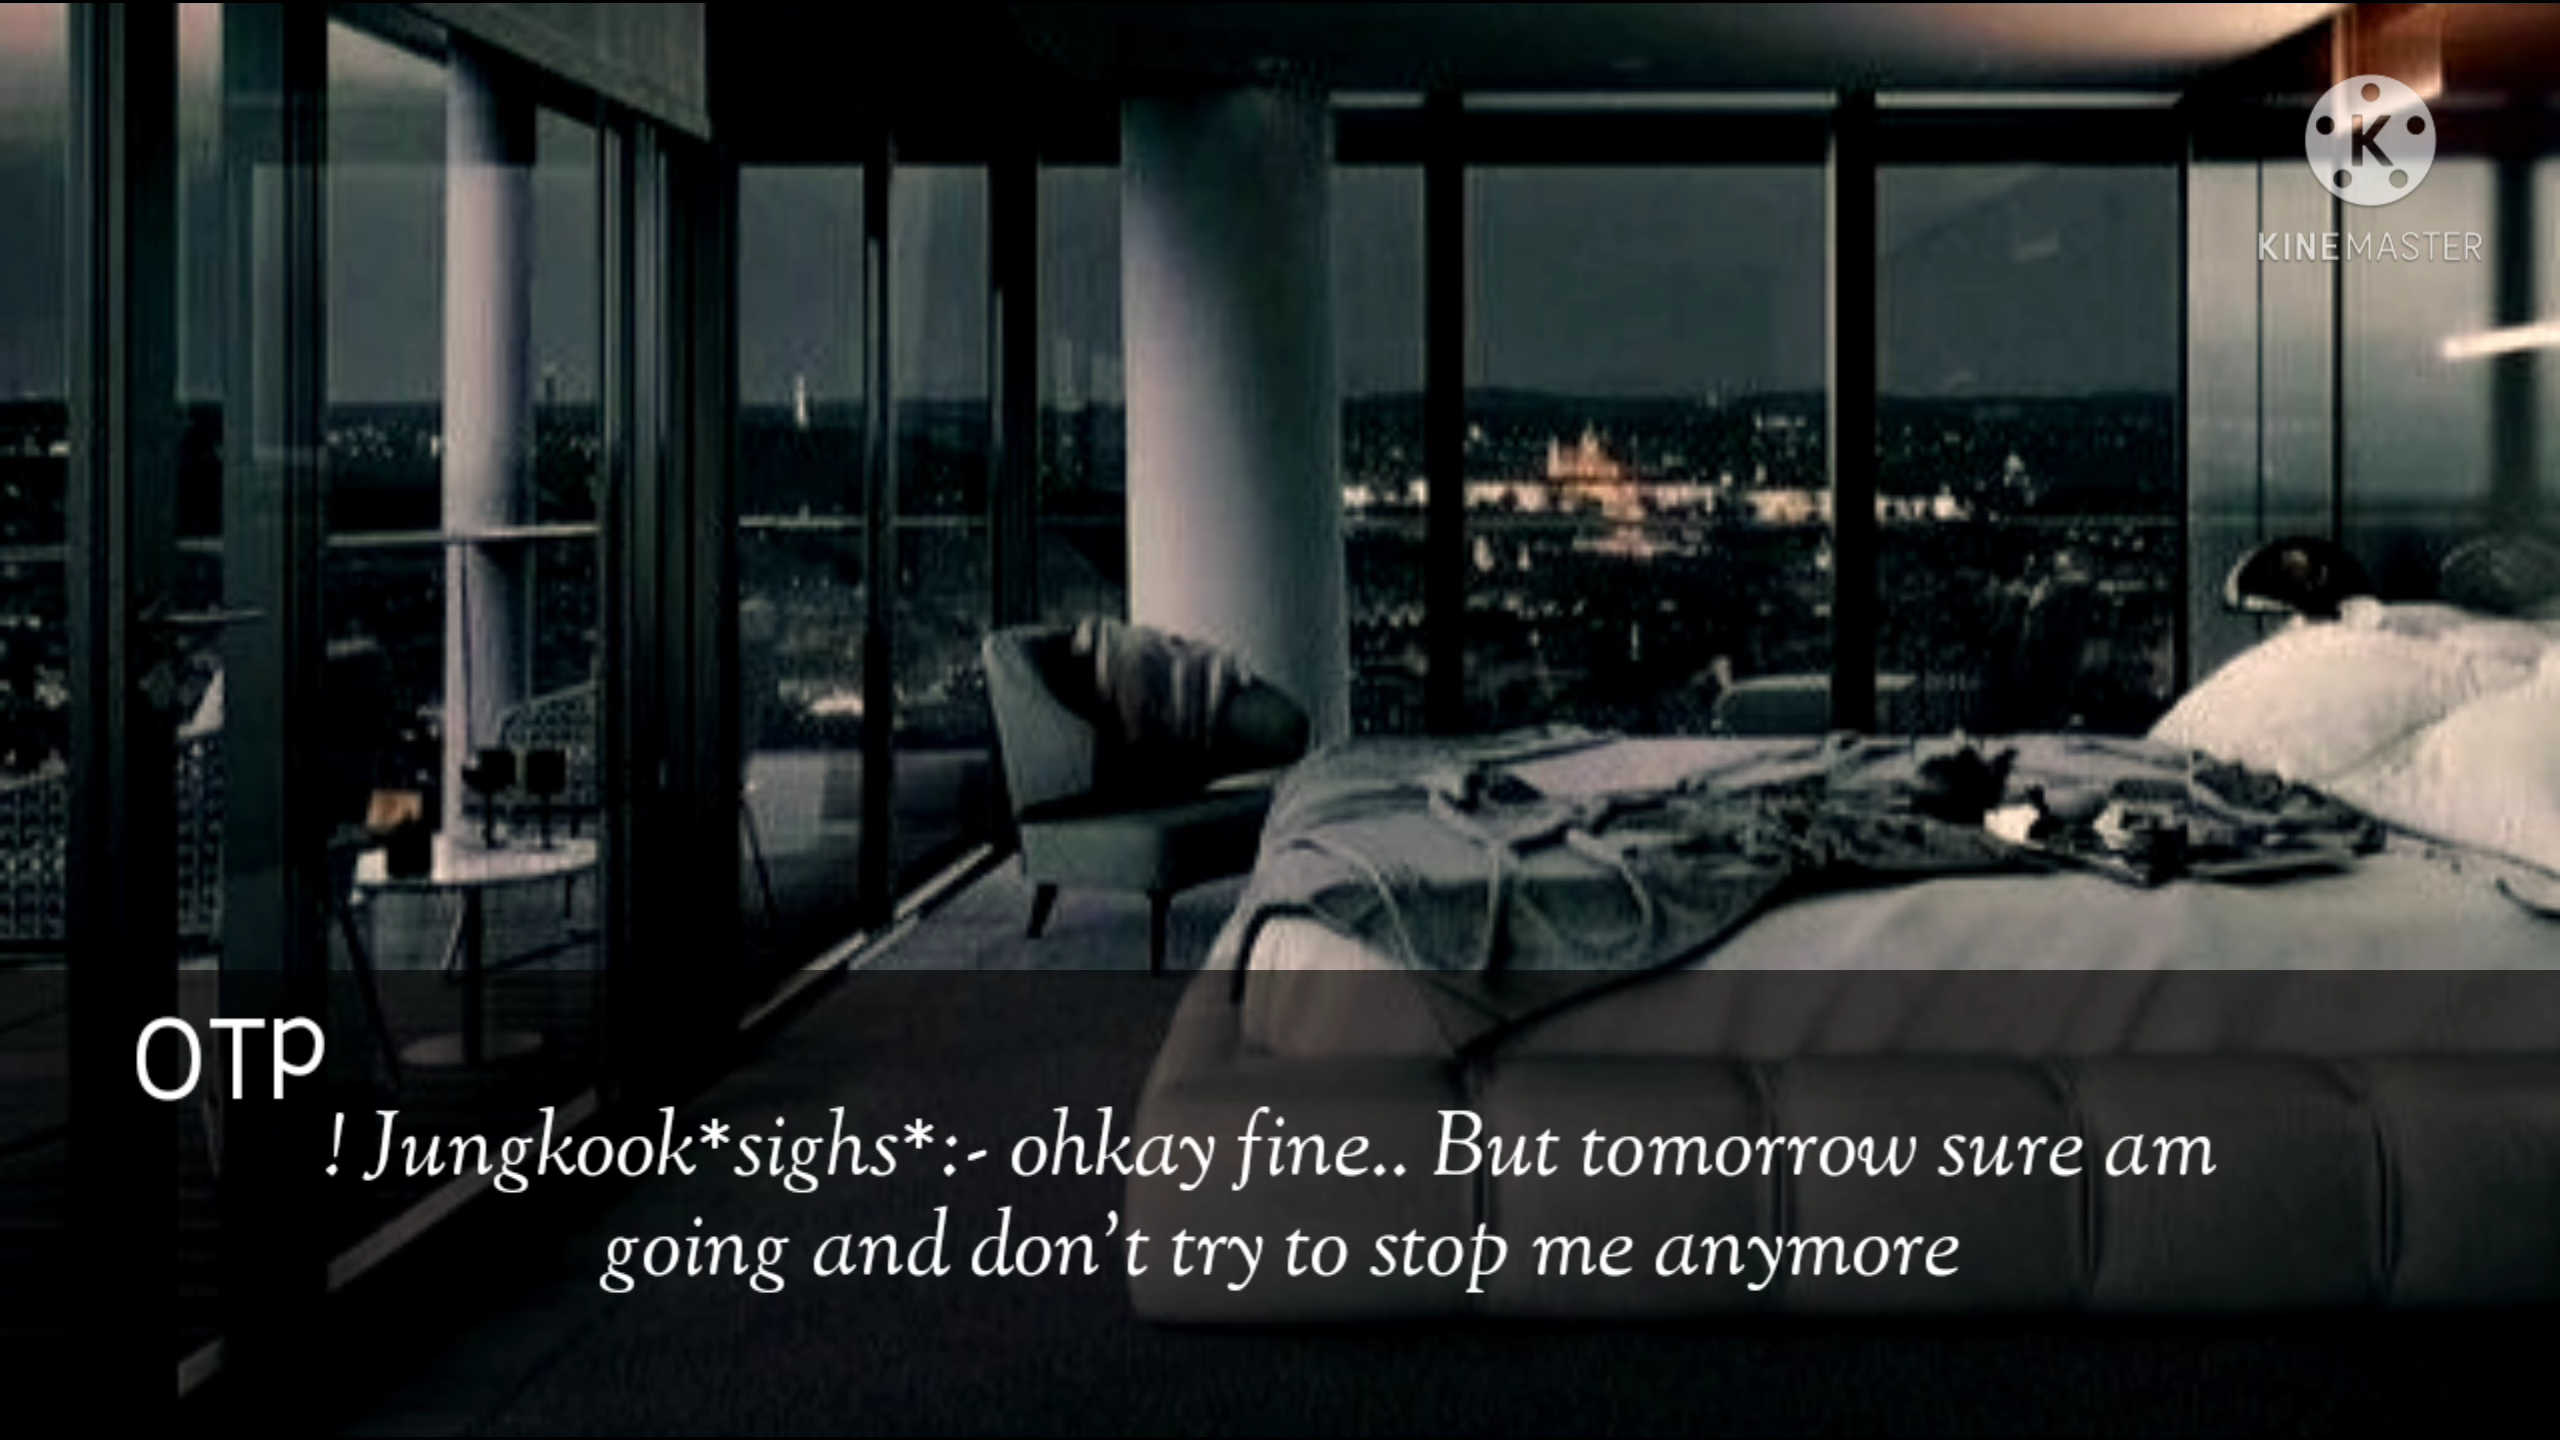 K
KINEMASTER
OTP
! Jungkook*sighs*:- ohkay fine.. But tomorrow sure am
going and don't try to stop me anymore